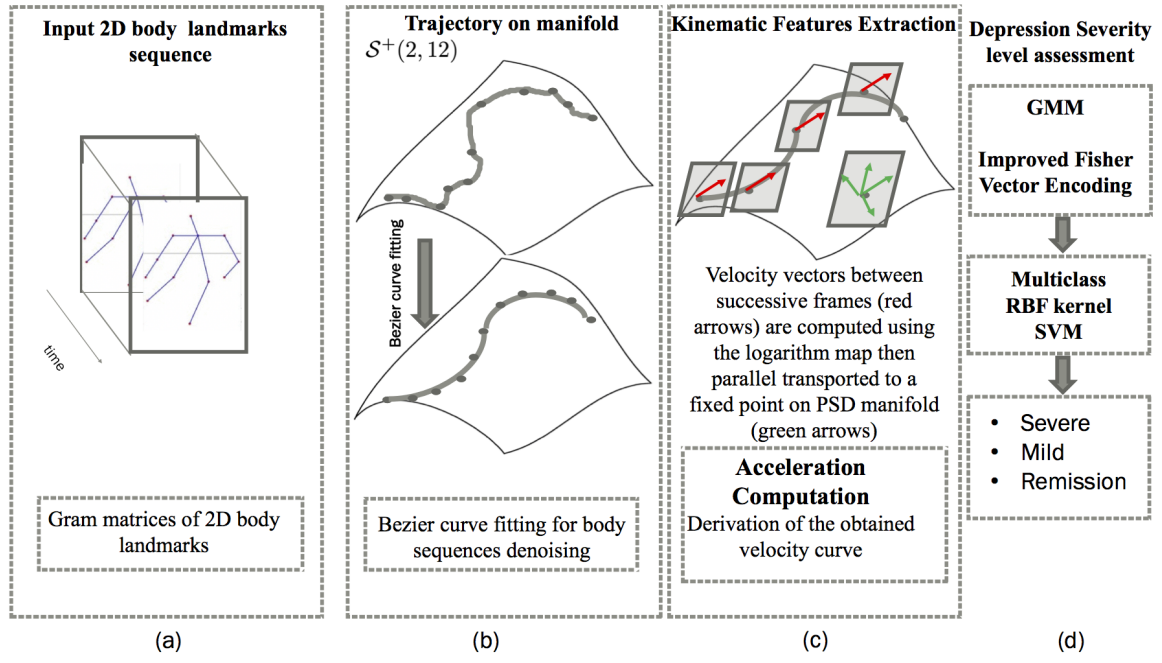 Input 2D body landmarks
sequence
time
Gram matrices of 2D body
landmarks
(a)
Trajectory on manifold
S⁺(2, 12)
Bezier curve fitting
Bezier curve fitting for body
sequences denoising
(b)
Kinematic Features Extraction
Velocity vectors between
successive frames (red
arrows) are computed using
the logarithm map then
parallel transported to a
fixed point on PSD manifold
(green arrows)
Acceleration
Computation
Derivation of the obtained
velocity curve
(c)
Depression Severity
level assessment
GMM
Improved Fisher
Vector Encoding
Multiclass
RBF kernel
SVM
• Severe
• Mild
• Remission
(d)